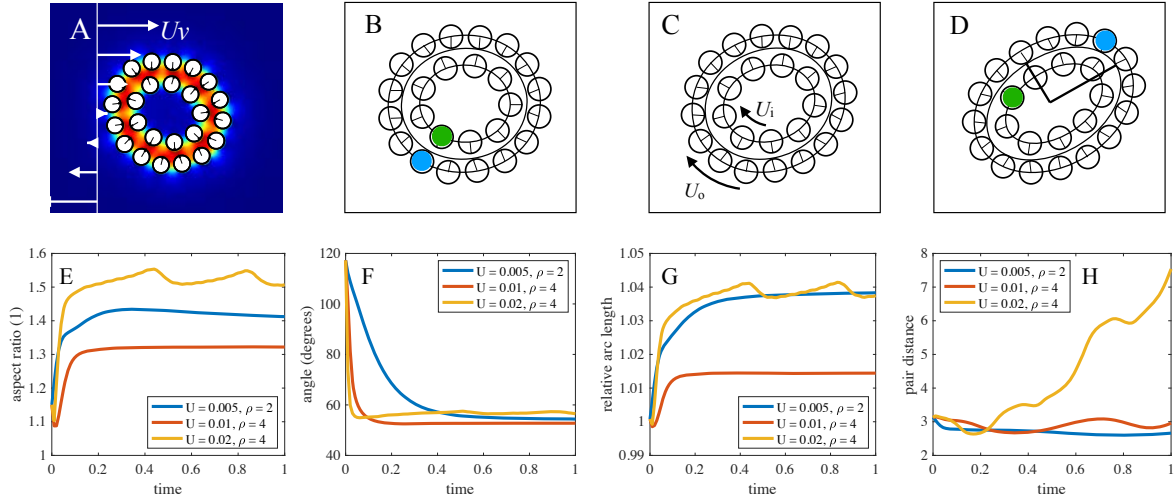 A
Uv
B
C
Ui
Uo
D
E
aspect ratio (1)
1.6
1.5
1.4
1.3
1.2
1.1
1
0
0.2
0.4
0.6
0.8
1
time
U = 0.005, ρ = 2
U = 0.01, ρ = 4
U = 0.02, ρ = 4
F
angle (degrees)
120
100
80
60
40
0
0.2
0.4
0.6
0.8
1
time
U = 0.005, ρ = 2
U = 0.01, ρ = 4
U = 0.02, ρ = 4
G
relative arc length
1.04
1.04
1.03
1.02
1.01
1
0.99
0
0.2
0.4
0.6
0.8
1
time
U = 0.005, ρ = 2
U = 0.01, ρ = 4
U = 0.02, ρ = 4
H
pair distance
8
7
6
5
4
3
2
0
0.2
0.4
0.6
0.8
1
time
U = 0.005, ρ = 2
U = 0.01, ρ = 4
U = 0.02, ρ = 4